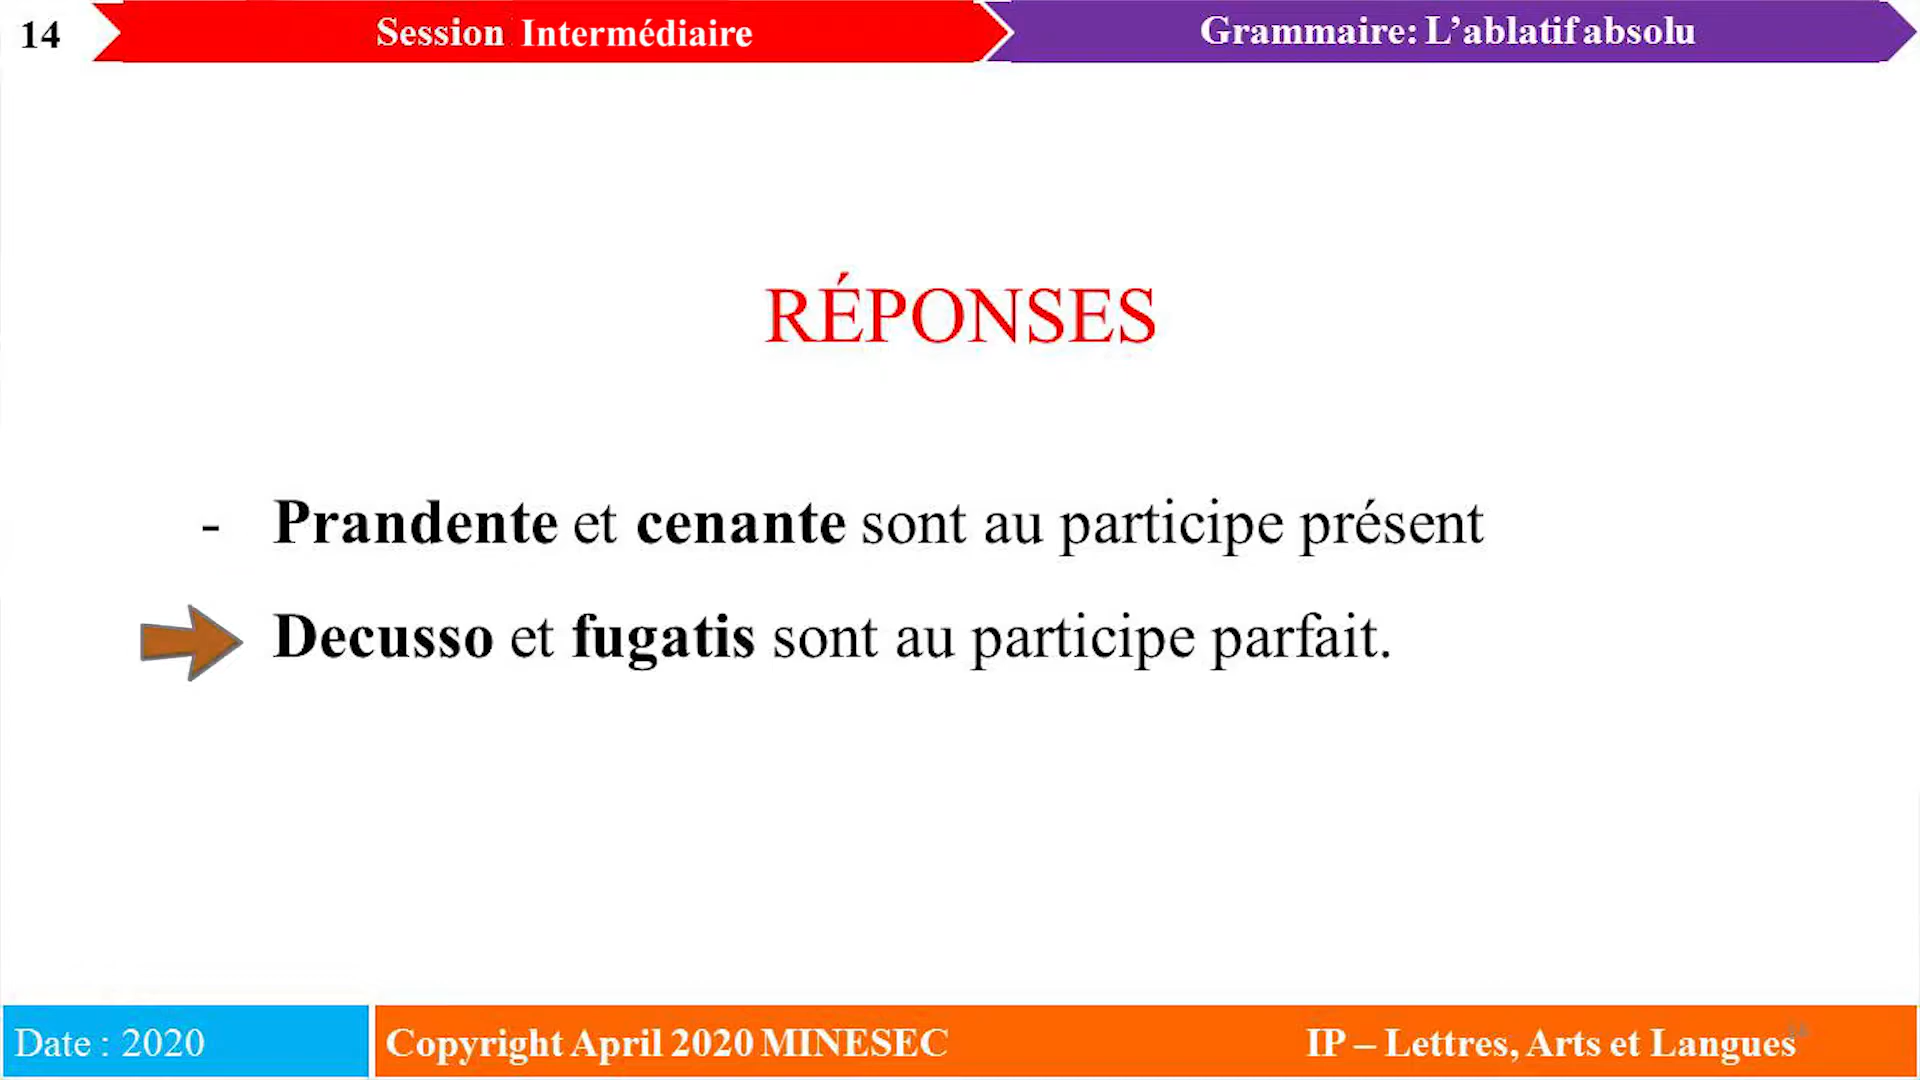 14
Session Intermédiaire
Grammaire: L’ablatif absolu
RÉPONSES
- Prandente et cenante sont au participe présent
Decusso et fugatis sont au participe parfait.
Date : 2020
Copyright April 2020 MINESEC
IP – Lettres, Arts et Langues